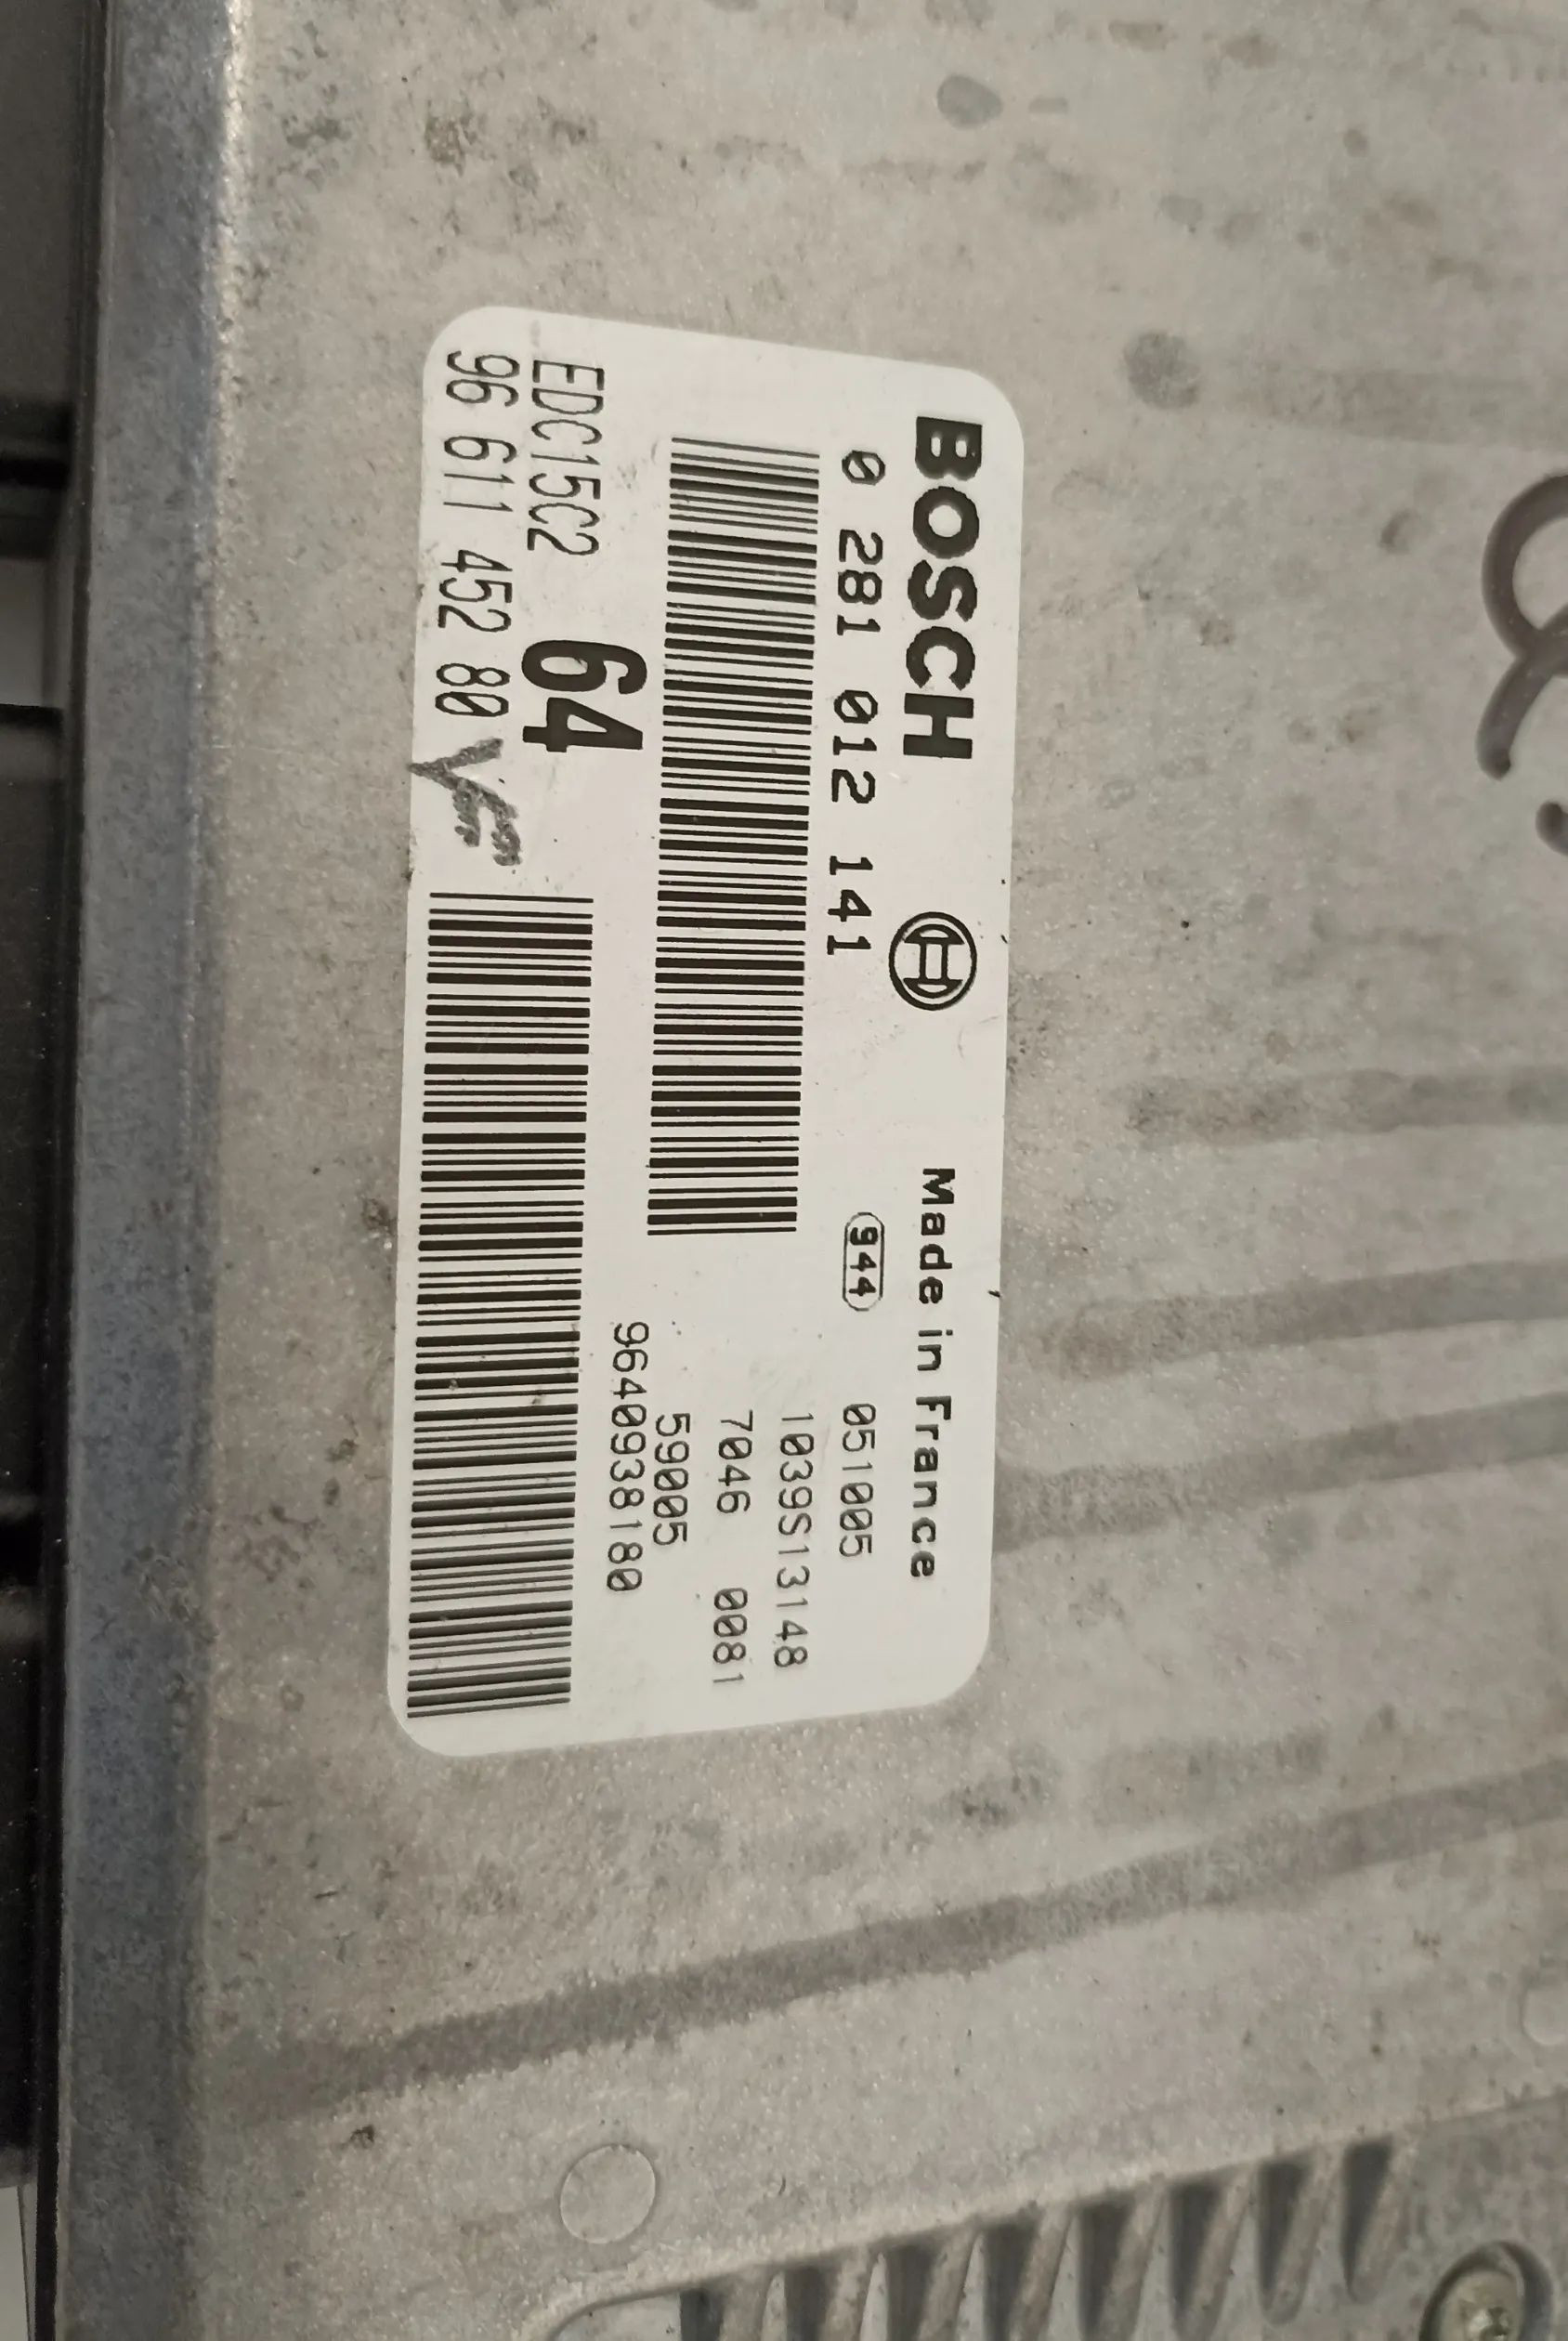 BOSCH Made in France
0 281 012 141 944 051005
1039S13148
7046 0081
59005
9640938180
EDC15C2 64
96 611 452 80